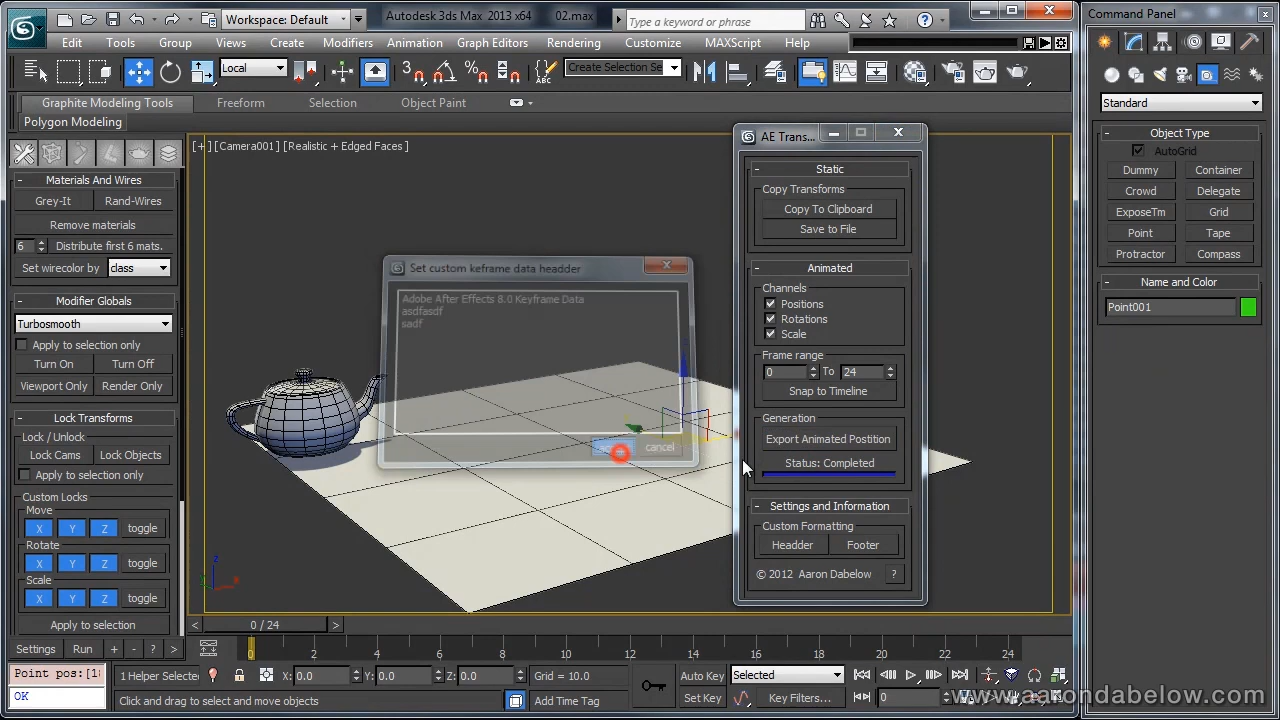 Workspace: Default
Autodesk 3ds Max 2013 x64
02.max
Type a keyword or phrase
Edit Tools Group Views Create Modifiers Animation Graph Editors Rendering Customize MAXScript Help
Local
Create Selection Se
Graphite Modeling Tools Freeform Selection Object Paint
Polygon Modeling
[+] [Camera001] [Realistic + Edged Faces]
Materials And Wires
Grey-It Rand-Wires
Remove materials
6 Distribute first 6 mats.
Set wirecolor by class
Modifier Globals
Turbosmooth
Apply to selection only
Turn On Turn Off
Viewport Only Render Only
Lock Transforms
Lock / Unlock
Lock Cams Lock Objects
Apply to selection only
Custom Locks
Move
X Y Z toggle
Rotate
X Y Z toggle
Scale
X Y Z toggle
Apply to selection
Settings Run + - ? >
Set custom keframe data headder
Adobe After Effects 8.0 Keyframe Data
asdfasdf
sadf
cancel
AE Trans...
Static
Copy Transforms
Copy To Clipboard
Save to File
Animated
Channels
Positions
Rotations
Scale
Frame range
0 To 24
Snap to Timeline
Generation
Export Animated Position
Status: Completed
Settings and Information
Custom Formatting
Headder Footer
© 2012 Aaron Dabelow ?
Command Panel
Standard
Object Type
AutoGrid
Dummy Container
Crowd Delegate
ExposeTm Grid
Point Tape
Protractor Compass
Name and Color
Point001
z
0 / 24
0 2 4 6 8 10 12 14 16 18 20 22 24
Point pos:[1
OK
1 Helper Selecte
X: 0.0 Y: 0.0 Z: 0.0
Grid = 10.0
Click and drag to select and move objects
Add Time Tag
Auto Key Selected
Set Key Key Filters...
0
www.aarondabelow.com